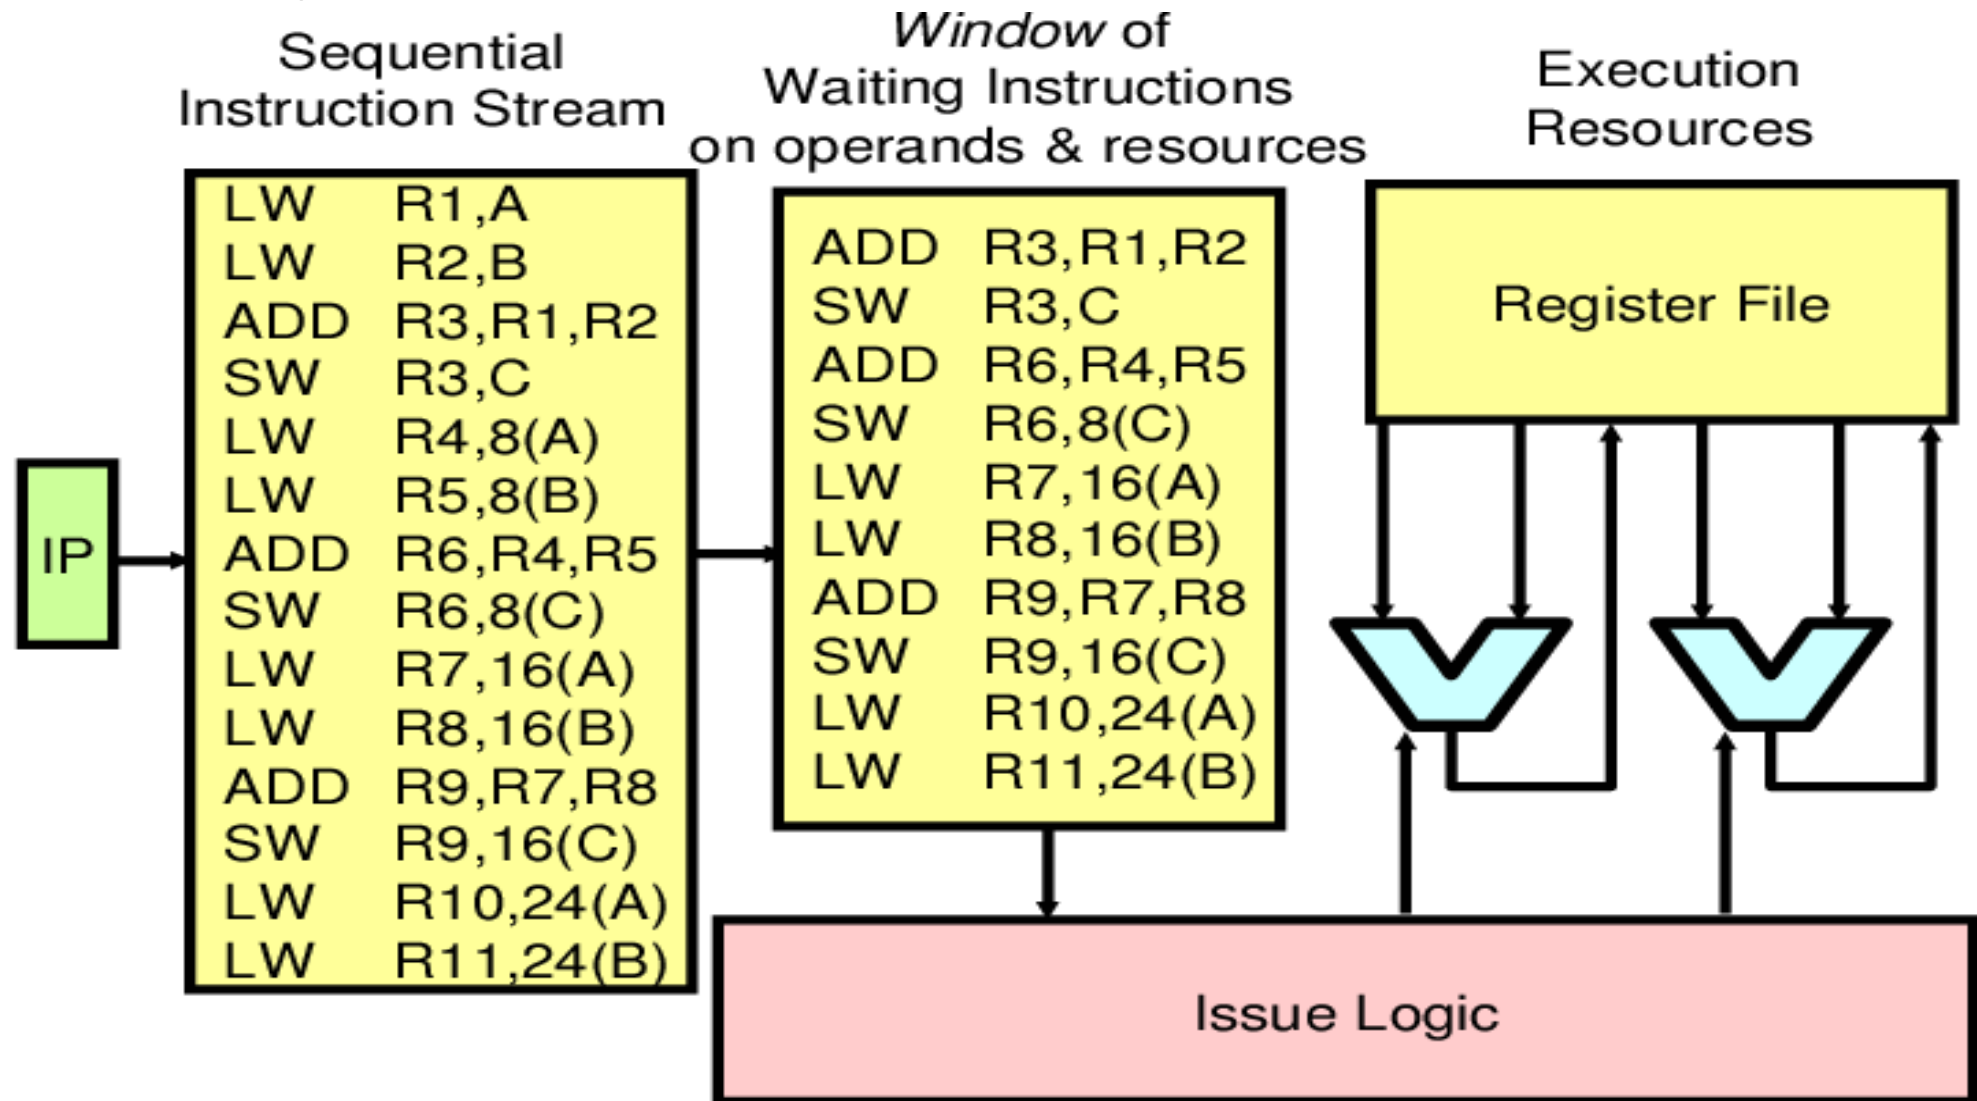 Sequential
Instruction Stream
LW R1,A
LW R2,B
ADD R3,R1,R2
SW R3,C
LW R4,8(A)
LW R5,8(B)
ADD R6,R4,R5
SW R6,8(C)
LW R7,16(A)
LW R8,16(B)
ADD R9,R7,R8
SW R9,16(C)
LW R10,24(A)
LW R11,24(B)
IP
Window of
Waiting Instructions
on operands & resources
ADD R3,R1,R2
SW R3,C
ADD R6,R4,R5
SW R6,8(C)
LW R7,16(A)
LW R8,16(B)
ADD R9,R7,R8
SW R9,16(C)
LW R10,24(A)
LW R11,24(B)
Execution
Resources
Register File
Issue Logic